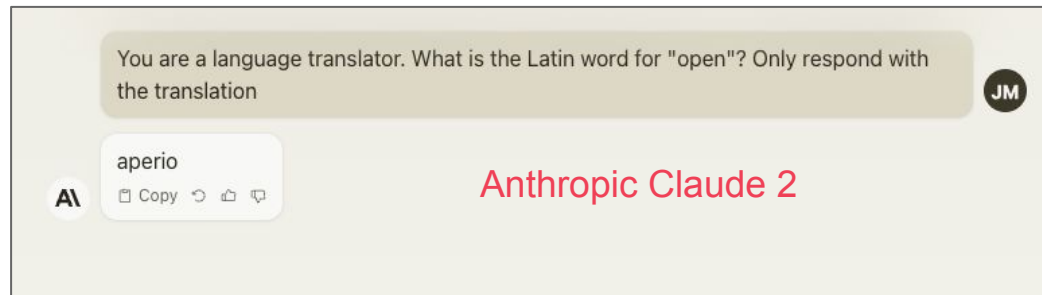 You are a language translator. What is the Latin word for "open"? Only respond with
the translation
JM
aperio
A\
Copy
Anthropic Claude 2